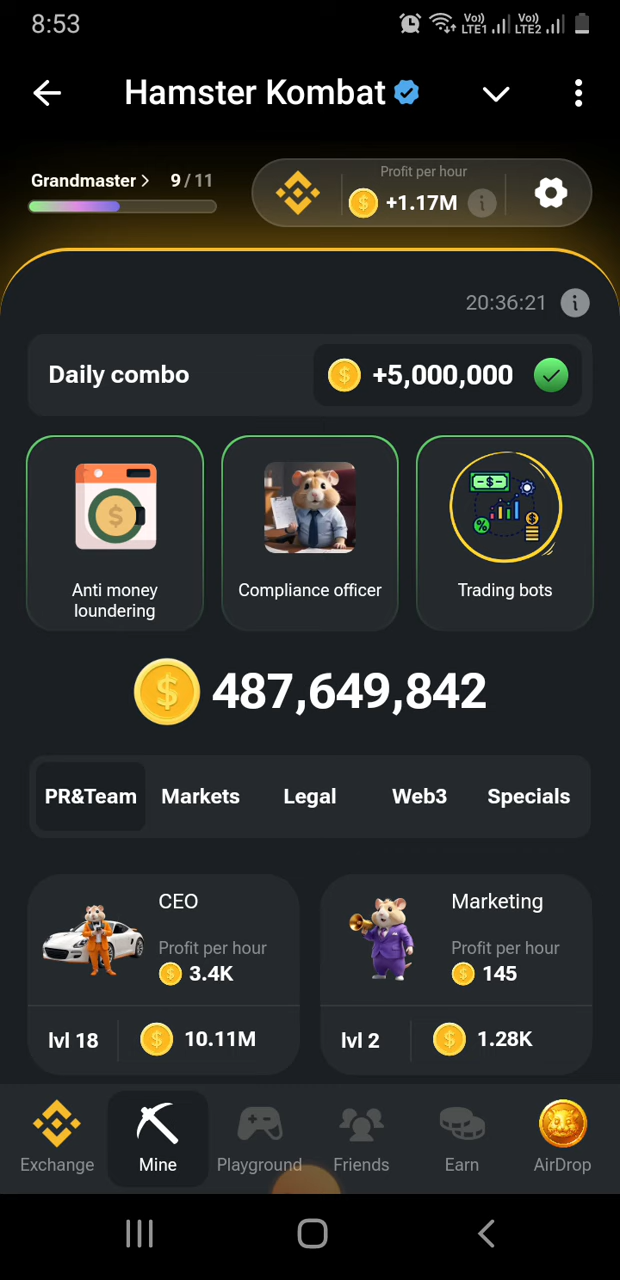 8:53
Vo)) LTE1 Vo)) LTE2
Hamster Kombat
Grandmaster > 9 / 11
Profit per hour
+1.17M
20:36:21
Daily combo +5,000,000
Anti money
loundering
Compliance officer
Trading bots
487,649,842
PR&Team Markets Legal Web3 Specials
CEO
Profit per hour
3.4K
lvl 18 10.11M
Marketing
Profit per hour
145
lvl 2 1.28K
Exchange Mine Playground Friends Earn AirDrop